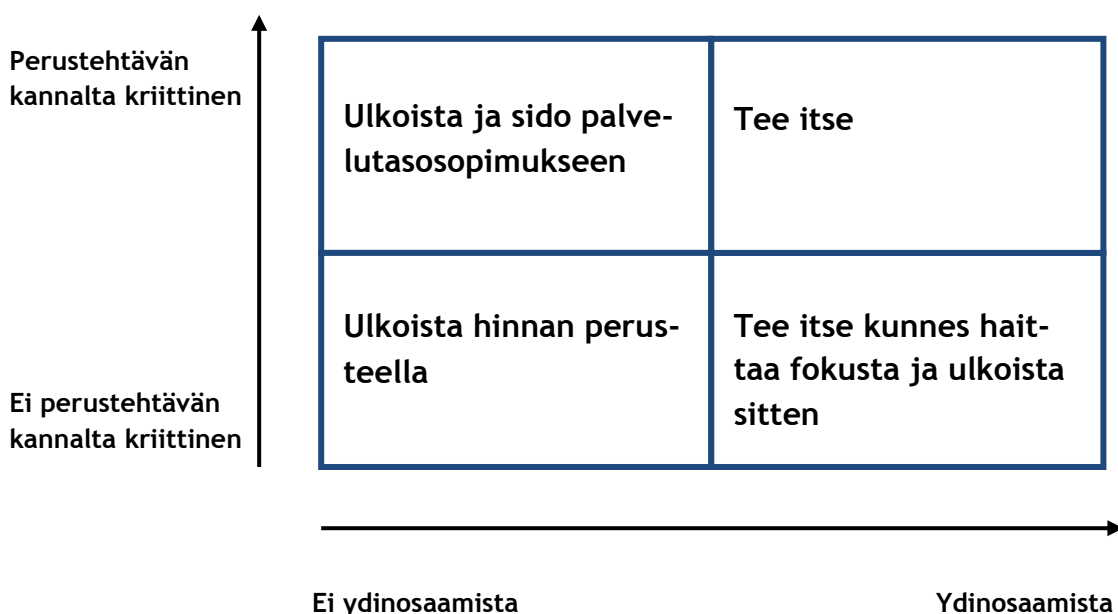 Perustehtävän
kannalta kriittinen
Ulkoista ja sido palve-
lutasosopimukseen
Tee itse
Ulkoista hinnan perus-
teella
Tee itse kunnes hait-
taa fokusta ja ulkoista
sitten
Ei perustehtävän
kannalta kriittinen
Ei ydinosaamista
Ydinosaamista